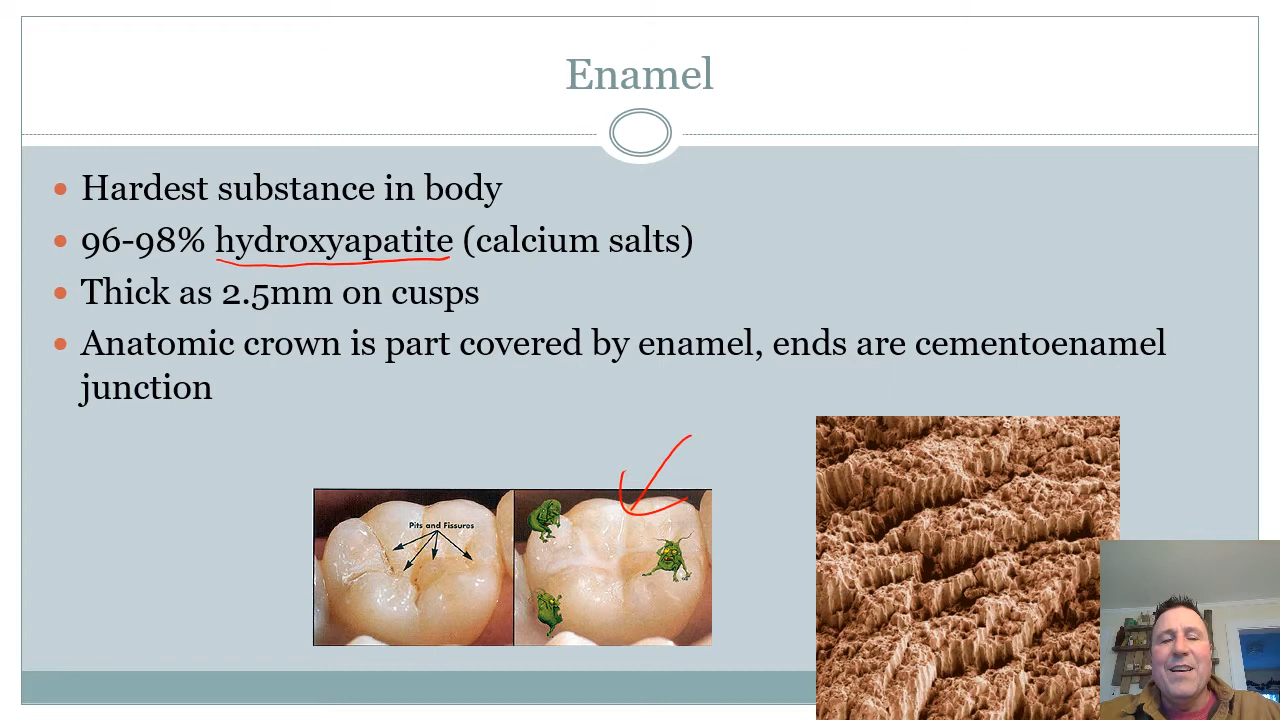 Enamel
Hardest substance in body
96-98% hydroxyapatite (calcium salts)
Thick as 2.5mm on cusps
Anatomic crown is part covered by enamel, ends are cementoenamel
junction
Pits and Fissures